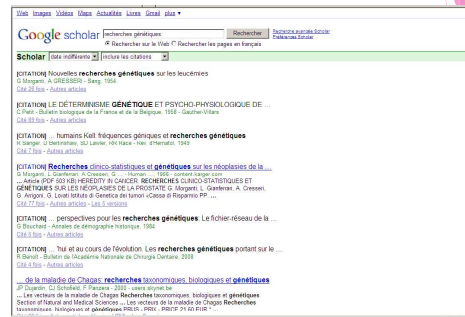 Web Images Vidéos Maps Actualités Livres Gmail plus ▼
Google scholar recherches génétiques Rechercher Recherche avancée Scholar
Préférences Scholar
Rechercher sur le Web Rechercher les pages en français
Scholar date indifférente inclure les citations
[CITATION] Nouvelles recherches génétiques sur les leucémies
G Morganti, A GRESSERI - Sang, 1954
Cité 26 fois - Autres articles
[CITATION] LE DÉTERMINISME GÉNÉTIQUE ET PSYCHO-PHYSIOLOGIQUE DE ...
C Petit - Bulletin biologique de la France et de la Belgique, 1958 - Gauthier-Villars
Cité 89 fois - Autres articles
[CITATION] ... humains Kell: fréquences géniques et recherches génétiques
R Sanger, D Bertinshaw, SD Lawler, RR Race - Rev. d'hématol, 1949
Cité 7 fois - Autres articles
[CITATION] Recherches clinico-statistiques et génétiques sur les néoplasies de la ...
G Morganti, L Gianferrari, A Cresseri, G ... - Human ..., 1956 - content.karger.com
... Article (PDF 503 KB) HEREDITY IN CANCER. RECHERCHES CLINICO-STATISTIQUES ET
GÉNÉTIQUES SUR LES NÉOPLASIES DE LA PROSTATE G. Morganti, L. Gianferrari, A. Cresseri,
G. Arrigoni, G. Lovati Istituto di Genetica dei tumori «Cassa di Risparmio PP. ...
Cité 77 fois - Autres articles - Les 5 versions
[CITATION] ... perspectives pour les recherches génétiques: Le fichier-réseau de la ...
G Bouchard - Annales de démographie historique, 1984
Cité 5 fois - Autres articles
[CITATION] ... 'hui et au cours de l'évolution. Les recherches génétiques portant sur le ...
R Benoît - Bulletin de l'Académie Nationale de Chirurgie Dentaire, 2008
Cité 4 fois - Autres articles
... de la maladie de Chagas: recherches taxonomiques, biologiques et génétiques
JP Dujardin, CJ Schofield, F Panzera - 2000 - users.skynet.be
... Les vecteurs de la maladie de Chagas Recherches taxonomiques, biologiques et génétiques
Section of Natural and Medical Sciences ... Les vecteurs de la maladie de Chagas Recherches
taxonomiques, biologiques et génétiques PRIJS - PRIX - PRICE 21,60 EUR * ...